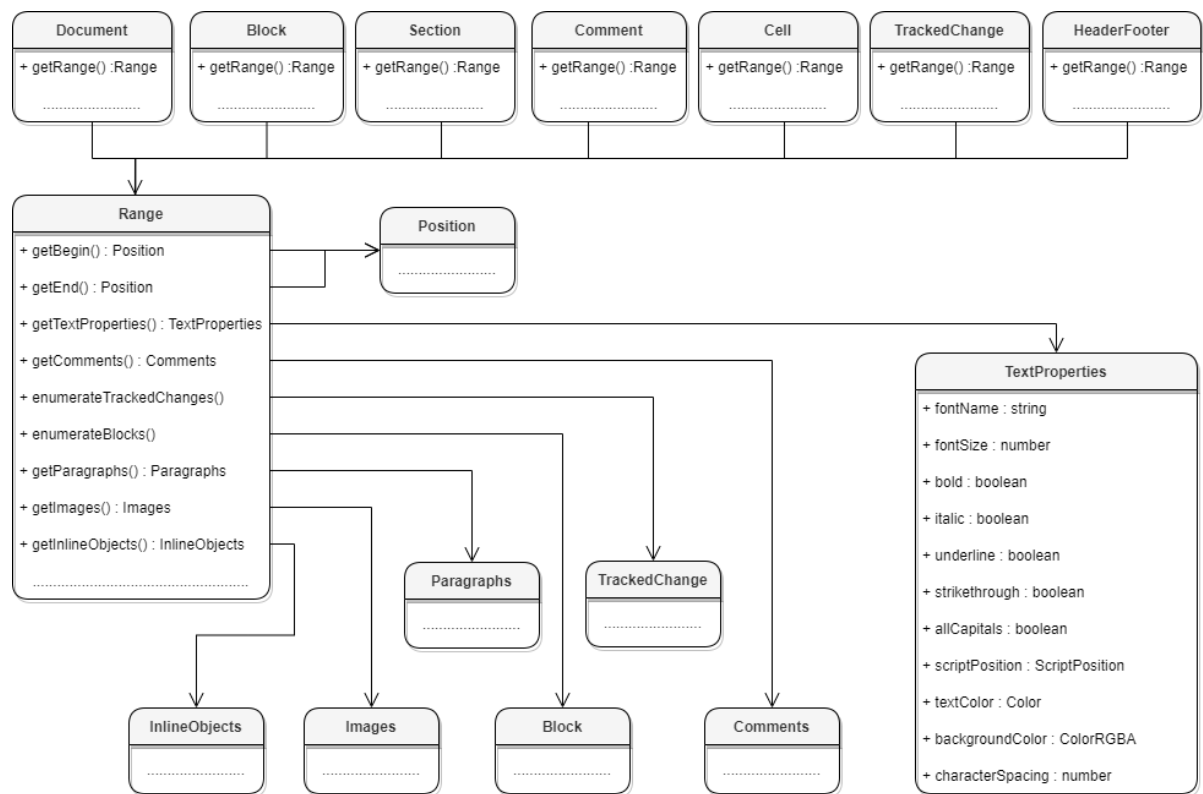 Document
+ getRange() :Range
........................
Block
+ getRange() :Range
........................
Section
+ getRange() :Range
........................
Comment
+ getRange() :Range
........................
Cell
+ getRange() :Range
........................
TrackedChange
+ getRange() :Range
........................
HeaderFooter
+ getRange() :Range
........................
Range
+ getBegin() : Position
+ getEnd() : Position
+ getTextProperties() : TextProperties
+ getComments() : Comments
+ enumerateTrackedChanges()
+ enumerateBlocks()
+ getParagraphs() : Paragraphs
+ getImages() : Images
+ getInlineObjects() : InlineObjects
.....................................................
Position
........................
TextProperties
+ fontName : string
+ fontSize : number
+ bold : boolean
+ italic : boolean
+ underline : boolean
+ strikethrough : boolean
+ allCapitals : boolean
+ scriptPosition : ScriptPosition
+ textColor : Color
+ backgroundColor : ColorRGBA
+ characterSpacing : number
Paragraphs
........................
TrackedChange
........................
InlineObjects
........................
Images
........................
Block
........................
Comments
........................